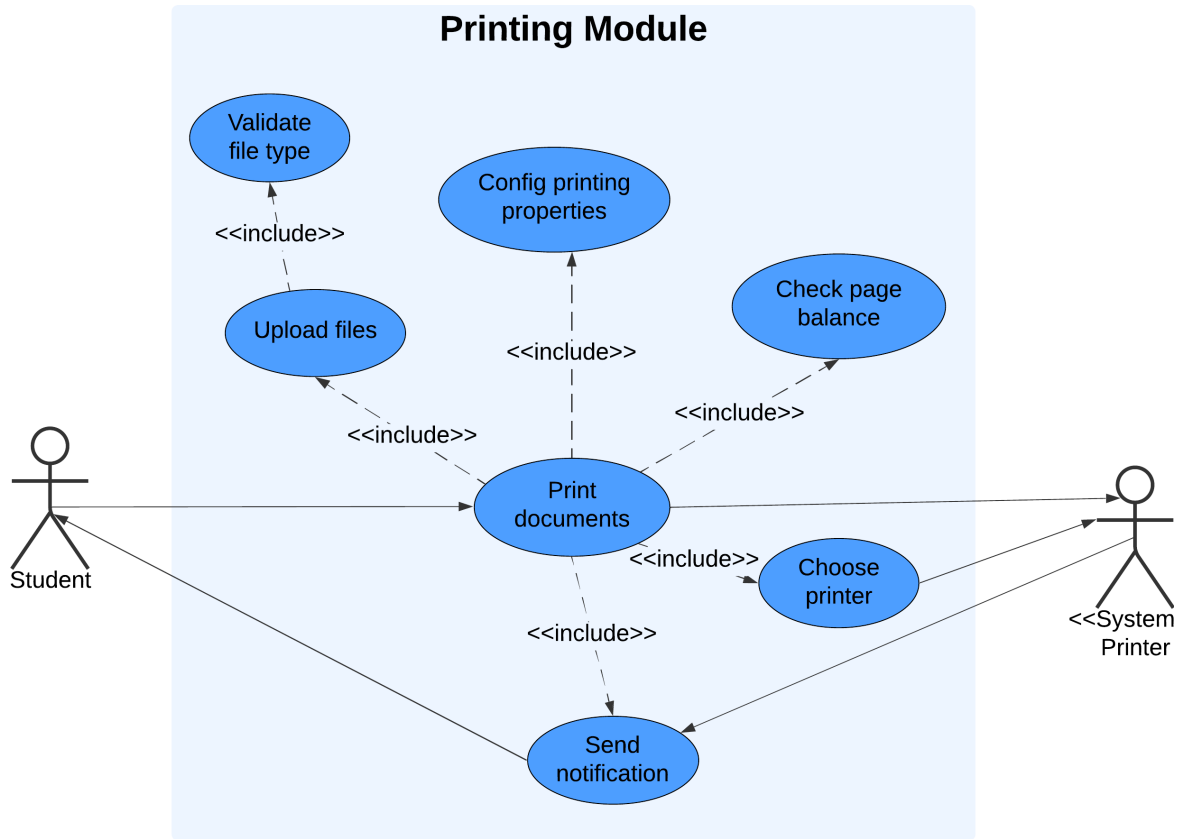 Printing Module
Validate
file type
Config printing
properties
<<include>>
Check page
balance
Upload files
<<include>>
<<include>>
<<include>>
Print
documents
<<include>>
Choose
printer
Student
<<System
Printer
<<include>>
Send
notification